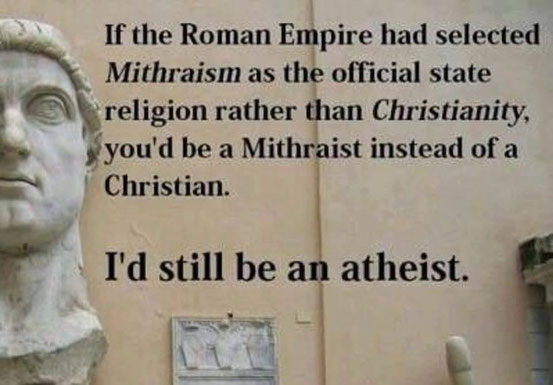 If the Roman Empire had selected
Mithraism as the official state
religion rather than Christianity,
you'd be a Mithraist instead of a
Christian.
I'd still be an atheist.